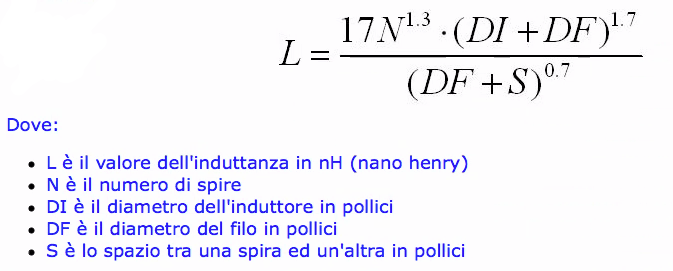 L = 17N^1.3 · (DI + DF)^1.7 / (DF + S)^0.7
Dove:
• L è il valore dell'induttanza in nH (nano henry)
• N è il numero di spire
• DI è il diametro dell'induttore in pollici
• DF è il diametro del filo in pollici
• S è lo spazio tra una spira ed un'altra in pollici